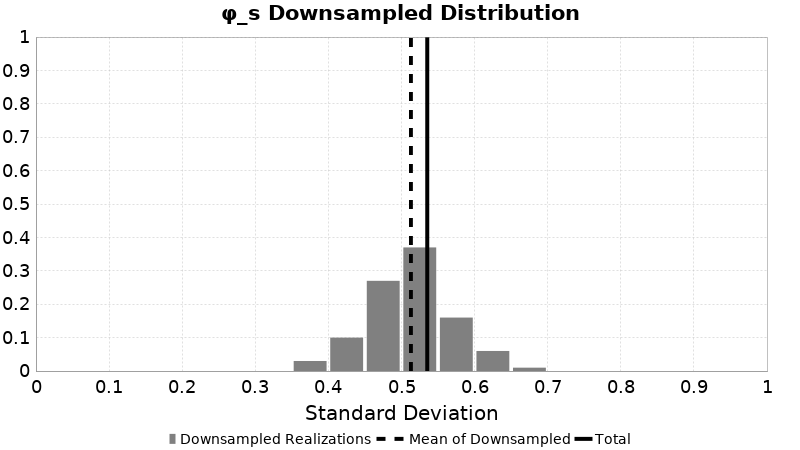 φ_s Downsampled Distribution
1
0.9
0.8
0.7
0.6
0.5
0.4
0.3
0.2
0.1
0
0 0.1 0.2 0.3 0.4 0.5 0.6 0.7 0.8 0.9 1
Standard Deviation
Downsampled Realizations Mean of Downsampled Total